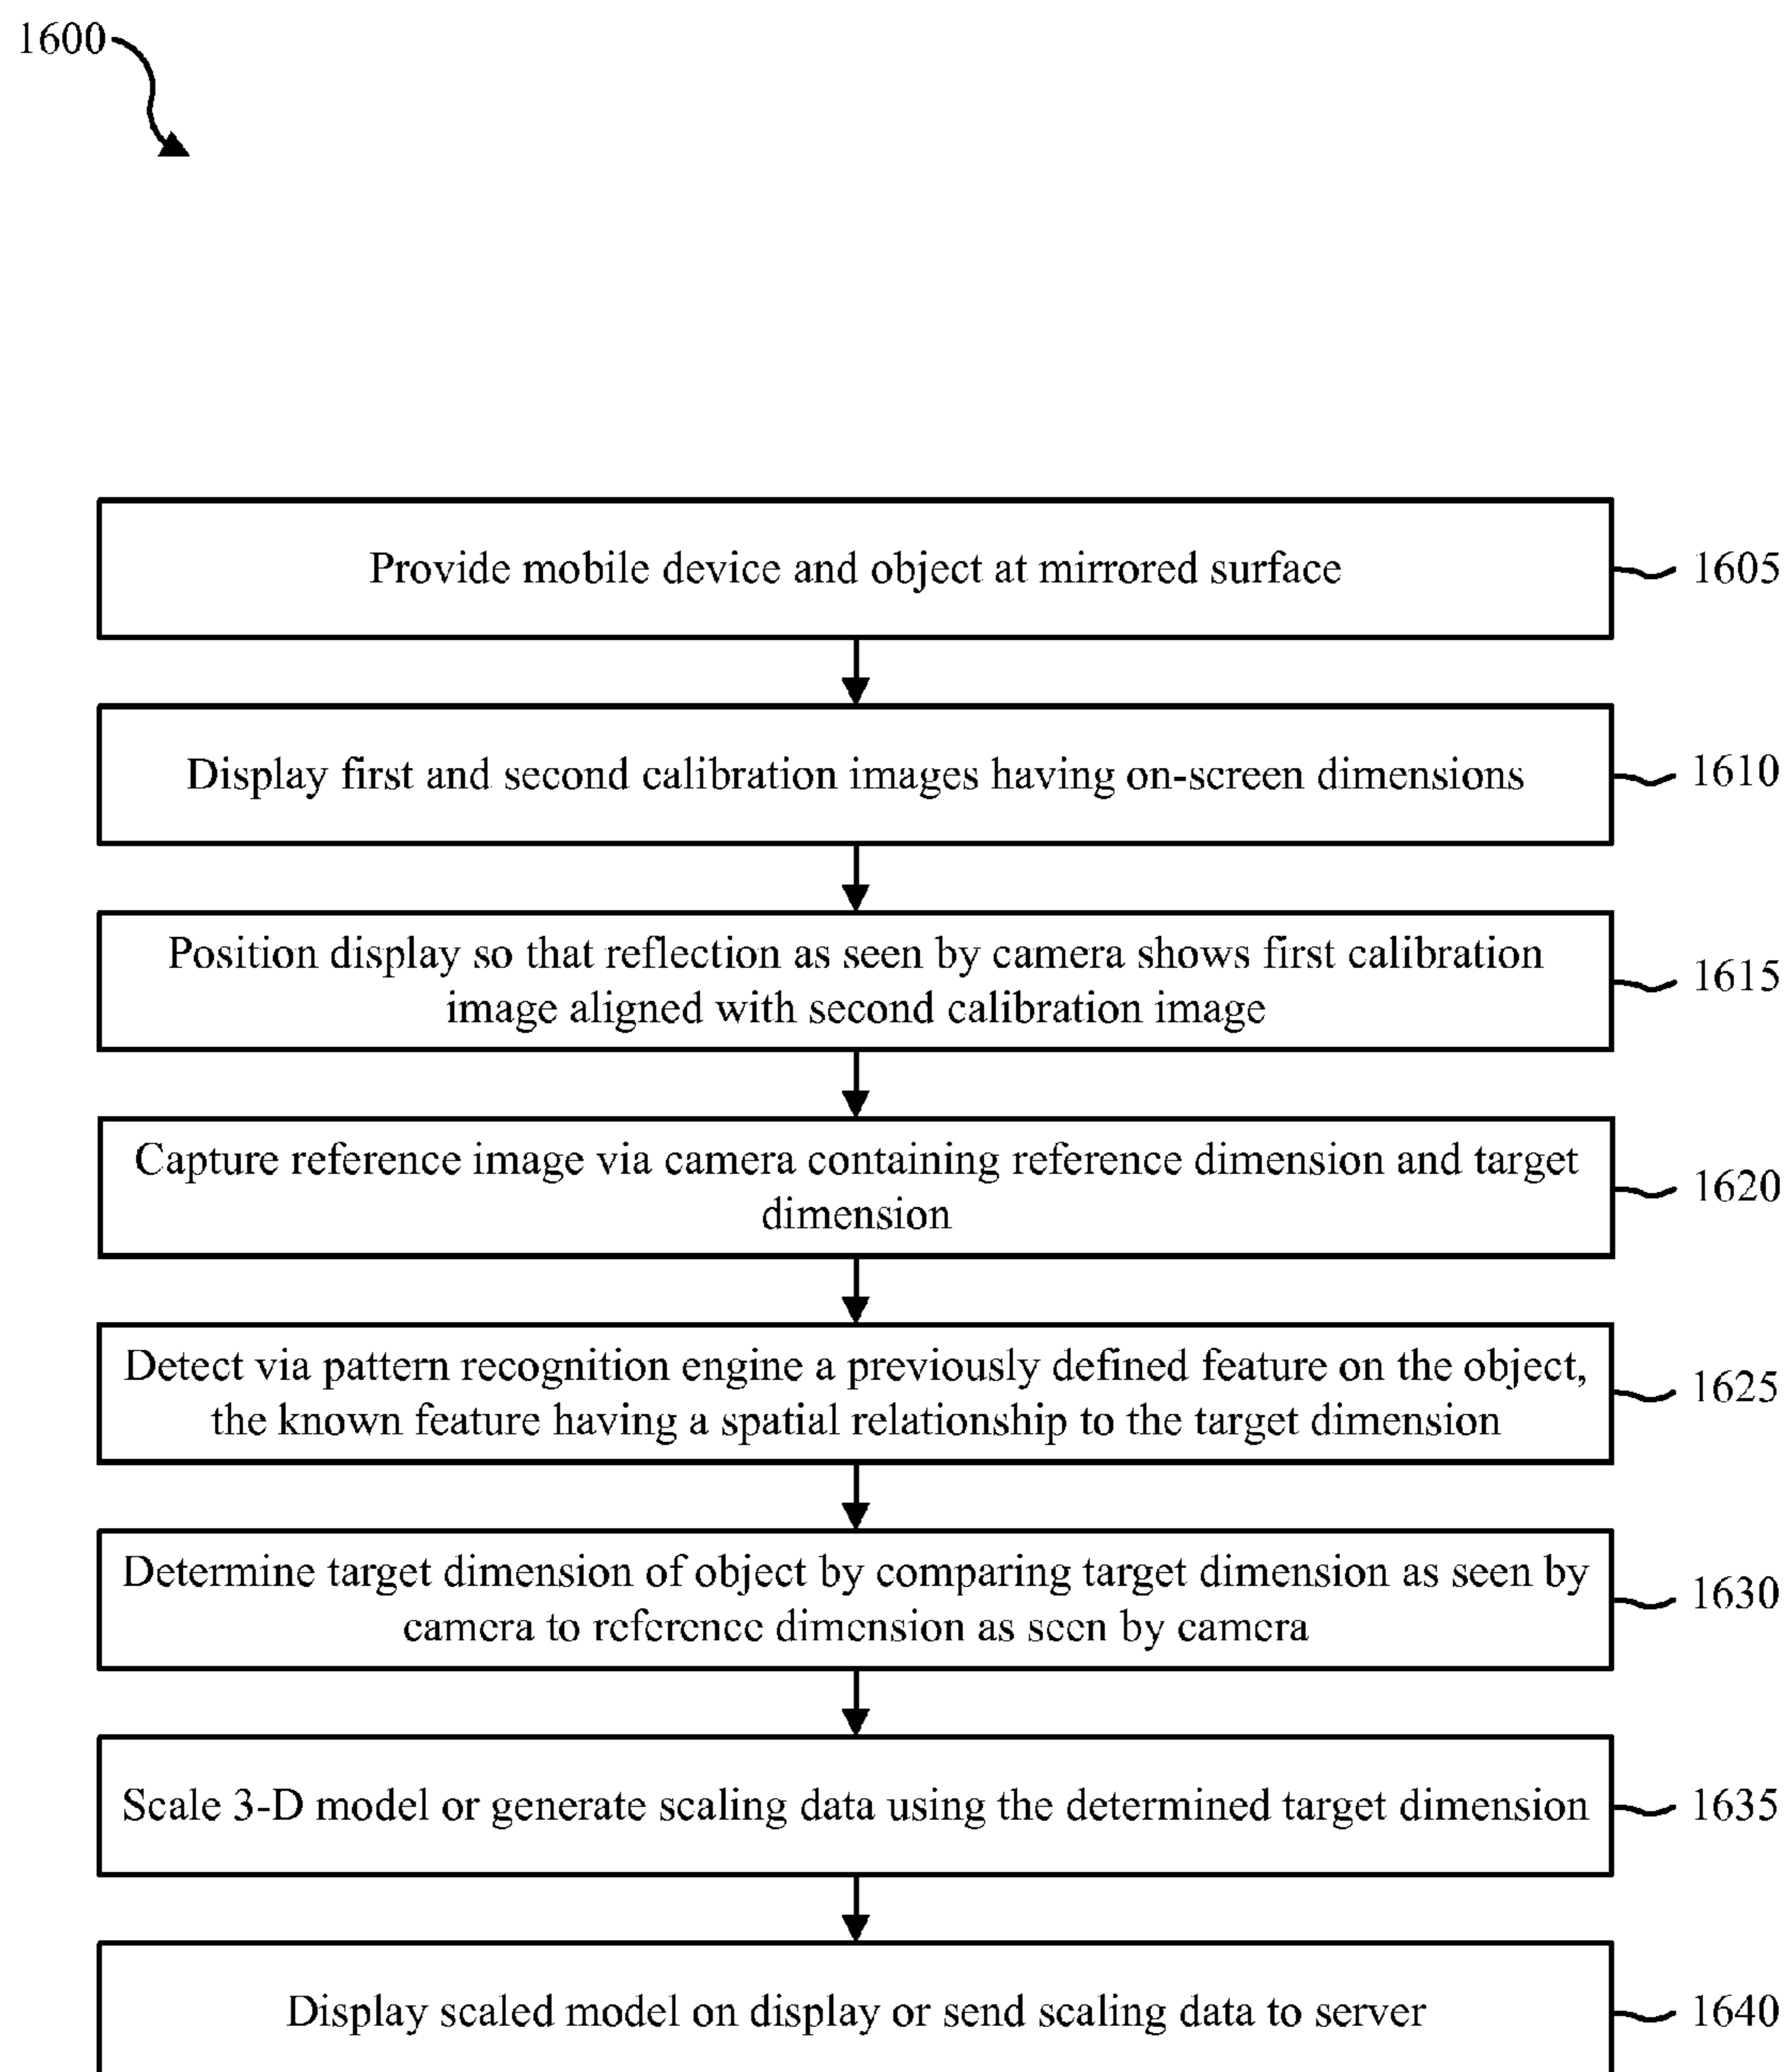 1600
Provide mobile device and object at mirrored surface
1605
Display first and second calibration images having on-screen dimensions
1610
Position display so that reflection as seen by camera shows first calibration
image aligned with second calibration image
1615
Capture reference image via camera containing reference dimension and target
dimension
1620
Detect via pattern recognition engine a previously defined feature on the object,
the known feature having a spatial relationship to the target dimension
1625
Determine target dimension of object by comparing target dimension as seen by
camera to reference dimension as seen by camera
1630
Scale 3-D model or generate scaling data using the determined target dimension
1635
Display scaled model on display or send scaling data to server
1640